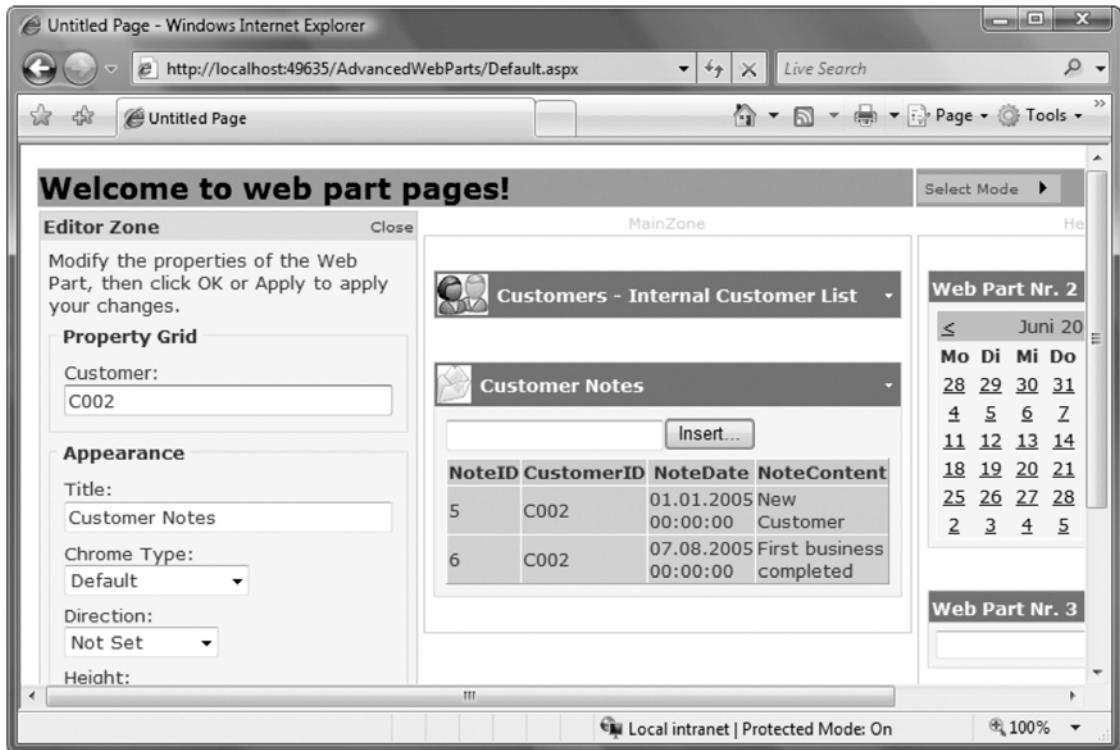 Untitled Page - Windows Internet Explorer
http://localhost:49635/AdvancedWebParts/Default.aspx
Live Search
Untitled Page
Page
Tools
Welcome to web part pages!
Select Mode
Editor Zone
Close
Modify the properties of the Web
Part, then click OK or Apply to apply
your changes.
Property Grid
Customer:
C002
Appearance
Title:
Customer Notes
Chrome Type:
Default
Direction:
Not Set
Height:
MainZone
Customers - Internal Customer List
Customer Notes
Insert...
NoteID CustomerID NoteDate NoteContent
5 C002 01.01.2005 New
00:00:00 Customer
6 C002 07.08.2005 First business
00:00:00 completed
He
Web Part Nr. 2
< Juni 20
Mo Di Mi Do
28 29 30 31
4 5 6 7
11 12 13 14
18 19 20 21
25 26 27 28
2 3 4 5
Web Part Nr. 3
Local intranet | Protected Mode: On
100%